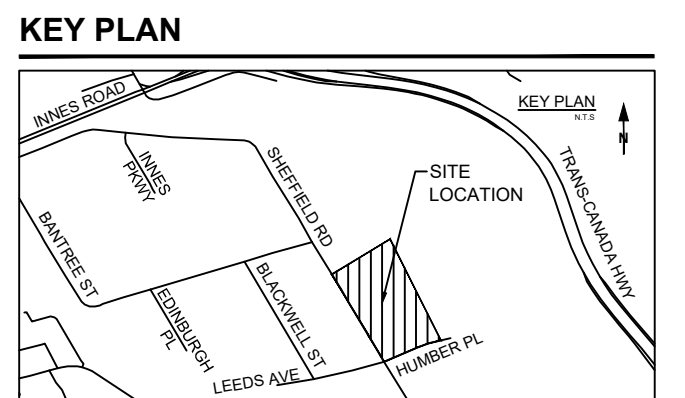 KEY PLAN
INNES ROAD
KEY PLAN
N.T.S
N
INNES
PKWY
SHEFFIELD RD
SITE
LOCATION
TRANS-CANADA HWY
BANTREE ST
EDINBURGH
PL
BLACKWELL ST
LEEDS AVE
HUMBER PL